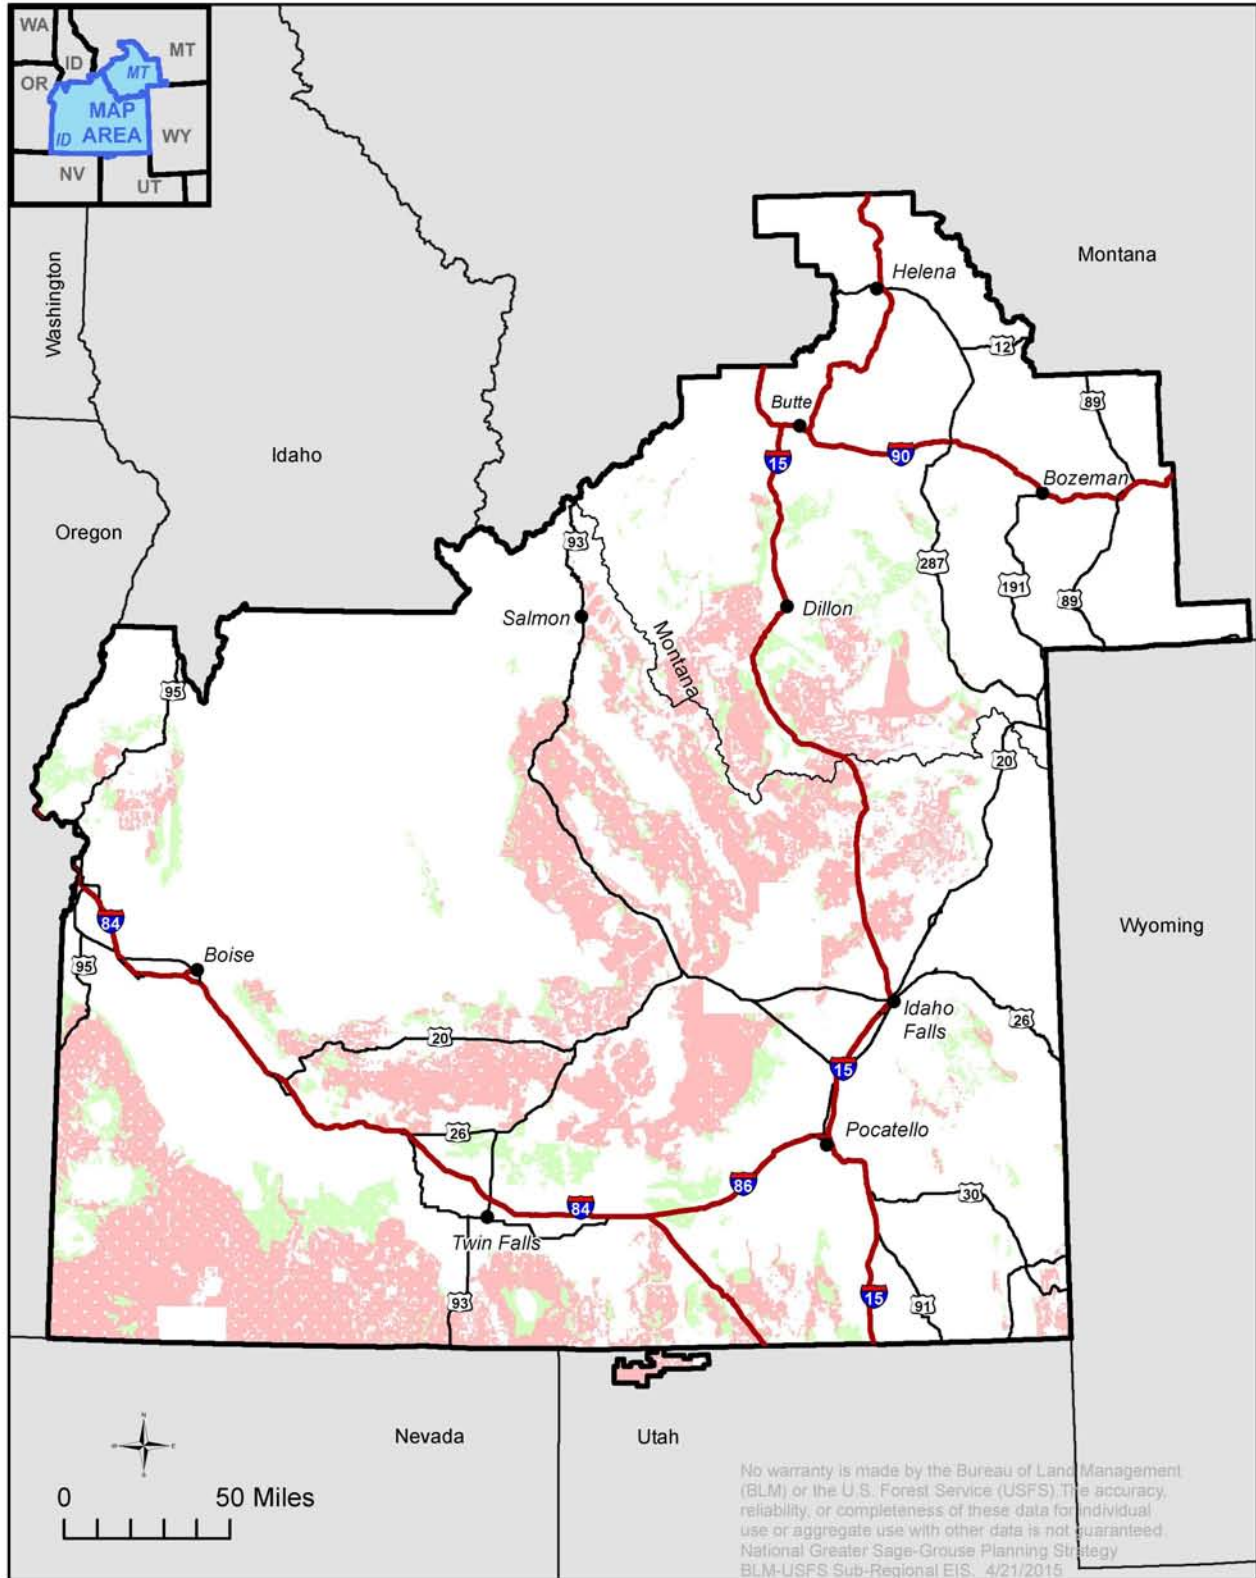 WA
MT
ID
MT
OR
MAP
AREA
ID
WY
NV
UT
Washington
Montana
Helena
12
Butte
89
Idaho
15
90
Bozeman
Oregon
93
287
191
89
Salmon
Dillon
Montana
95
20
84
Wyoming
Boise
95
Idaho
Falls
26
20
15
26
Pocatello
86
30
84
Twin Falls
93
15
91
Nevada
Utah
N
W
E
S
0
50 Miles
No warranty is made by the Bureau of Land Management
(BLM) or the U.S. Forest Service (USFS).The accuracy,
reliability, or completeness of these data for individual
use or aggregate use with other data is not guaranteed.
National Greater Sage-Grouse Planning Strategy
BLM-USFS Sub-Regional EIS. 4/21/2015